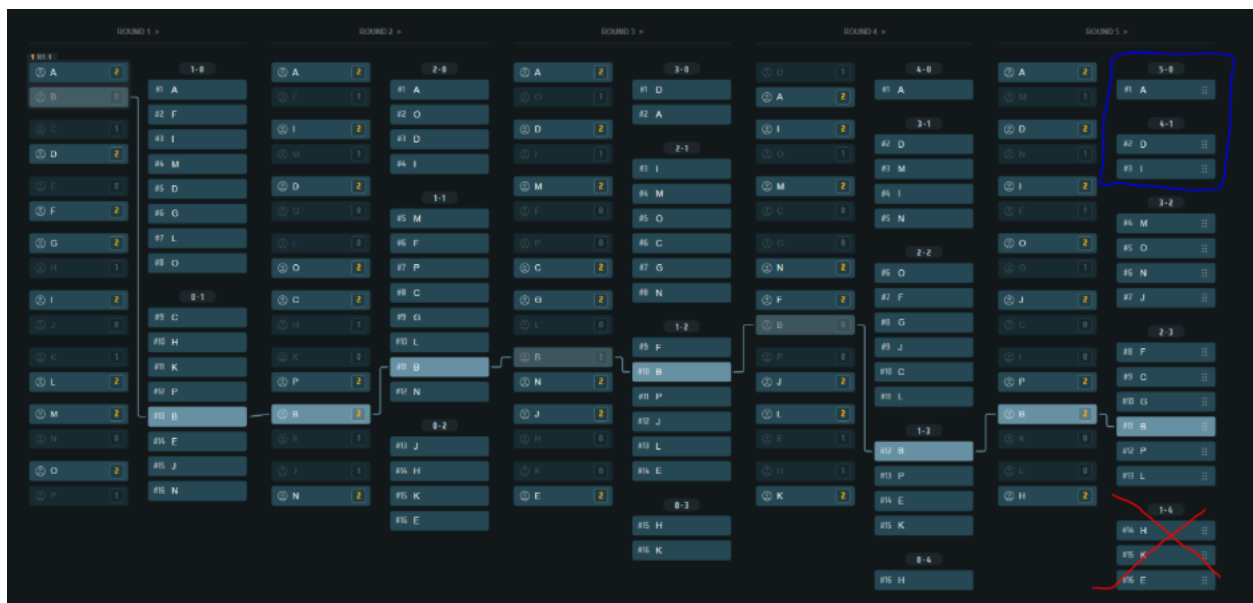 ROUND 1 >
1 R1-1
A 2
B 0
C 1
D 2
E 0
F 2
G 2
H 1
I 2
J 0
K 1
L 2
M 2
N 0
O 2
P 1
1-0
#1 A
#2 F
#3 I
#4 M
#5 D
#6 G
#7 L
#8 O
0-1
#9 C
#10 H
#11 K
#12 P
#13 B
#14 E
#15 J
#16 N
ROUND 2 >
A 2
F 1
I 2
M 1
D 2
G 0
L 0
O 2
C 2
H 1
K 0
P 2
B 2
E 1
J 1
N 2
2-0
#1 A
#2 O
#3 D
#4 I
1-1
#5 M
#6 F
#7 P
#8 C
#9 G
#10 L
#11 B
#12 N
0-2
#13 J
#14 H
#15 K
#16 E
ROUND 3 >
A 2
O 1
D 2
I 1
M 2
F 0
P 0
C 2
G 2
L 0
B 1
N 2
J 2
H 0
K 0
E 2
3-0
#1 D
#2 A
2-1
#3 I
#4 M
#5 O
#6 C
#7 G
#8 N
1-2
#9 F
#10 B
#11 P
#12 J
#13 L
#14 E
0-3
#15 H
#16 K
ROUND 4 >
D 1
A 2
I 2
O 1
M 2
C 0
G 0
N 2
F 2
B 0
P 0
J 2
L 2
E 1
H 1
K 2
4-0
#1 A
3-1
#2 D
#3 M
#4 I
#5 N
2-2
#6 O
#7 F
#8 G
#9 J
#10 C
#11 L
1-3
#12 B
#13 P
#14 E
#15 K
0-4
#16 H
ROUND 5 >
A 2
M 1
D 2
N 1
I 2
F 1
O 2
G 1
J 2
C 0
L
P 2
B 2
K 0
E 0
H 2
5-0
#1 A
4-1
#2 D
#3 I
3-2
#4 M
#5 O
#6 N
#7 J
2-3
#8 F
#9 C
#10 G
#11 B
#12 P
#13 L
1-4
#14 H
#15 K
#16 E